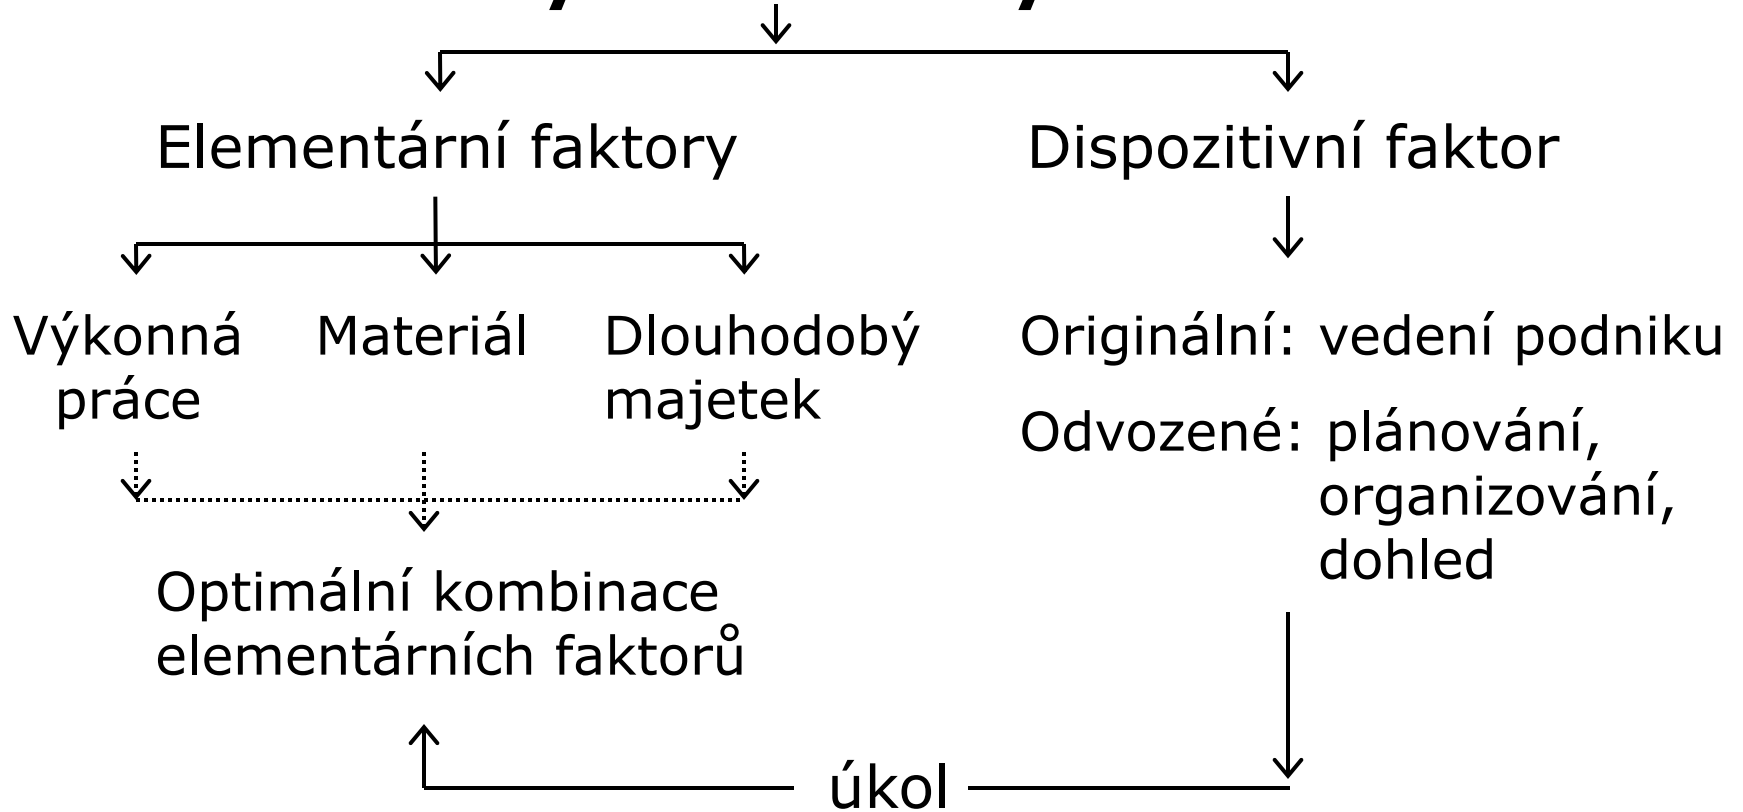 Elementární faktory
Dispozitivní faktor
Výkonná
práce
Materiál
Dlouhodobý
majetek
Originální: vedení podniku
Odvozené: plánování,
organizování,
dohled
Optimální kombinace
elementárních faktorů
úkol